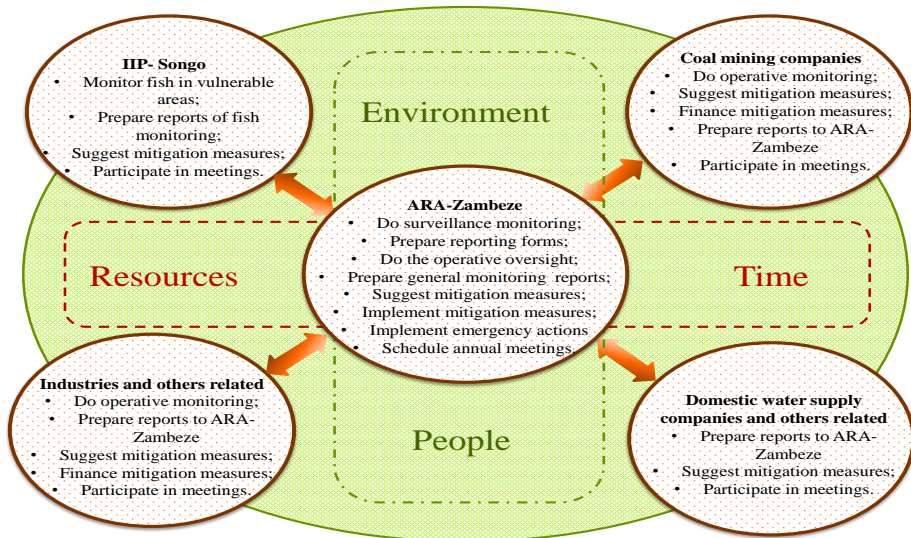 IIP- Songo
• Monitor fish in vulnerable
areas;
• Prepare reports of fish
monitoring;
• Suggest mitigation measures;
• Participate in meetings.
Coal mining companies
• Do operative monitoring;
• Suggest mitigation measures;
• Finance mitigation measures;
• Prepare reports to ARA-
Zambeze
• Participate in meetings.
Environment
ARA-Zambeze
• Do surveillance monitoring;
• Prepare reporting forms;
• Do the operative oversight;
• Prepare general monitoring reports;
• Suggest mitigation measures;
• Implement mitigation measures;
• Implement emergency actions
• Schedule annual meetings.
Resources
Time
Industries and others related
• Do operative monitoring;
• Prepare reports to ARA-
Zambeze
• Suggest mitigation measures;
• Finance mitigation measures;
• Participate in meetings.
People
Domestic water supply
companies and others related
• Prepare reports to ARA-
Zambeze
• Suggest mitigation measures;
• Participate in meetings.